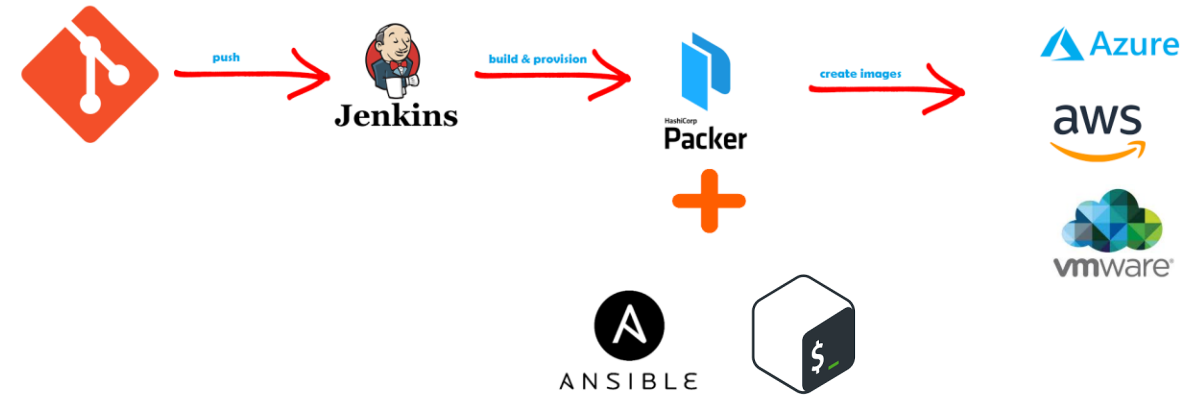 push
Jenkins
build & provision
HashiCorp
Packer
create images
Azure
aws
vmware®
ANSIBLE
$_